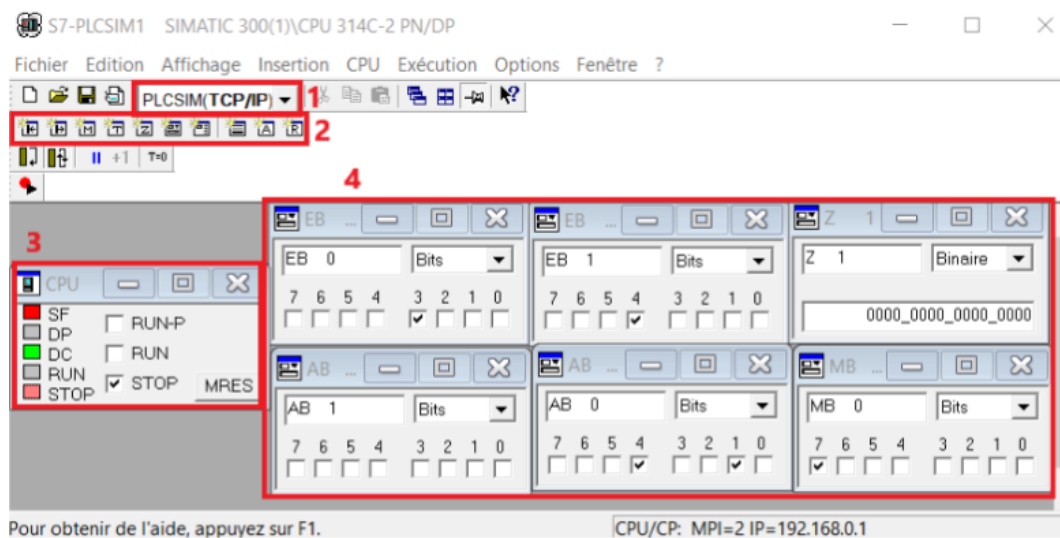 S7-PLCSIM1 SIMATIC 300(1)\CPU 314C-2 PN/DP
Fichier Edition Affichage Insertion CPU Exécution Options Fenêtre ?
PLCSIM(TCP/IP) 1
2
+1 T=0
4
3
EB ... EB ... Z 1
EB 0 Bits EB 1 Bits Z 1 Binaire
7 6 5 4 3 2 1 0 7 6 5 4 3 2 1 0 0000_0000_0000_0000
CPU
SF
DP RUN-P
DC RUN
RUN STOP MRES
STOP
AB ... AB ... MB ...
AB 1 Bits AB 0 Bits MB 0 Bits
7 6 5 4 3 2 1 0 7 6 5 4 3 2 1 0 7 6 5 4 3 2 1 0
Pour obtenir de l'aide, appuyez sur F1. CPU/CP: MPI=2 IP=192.168.0.1